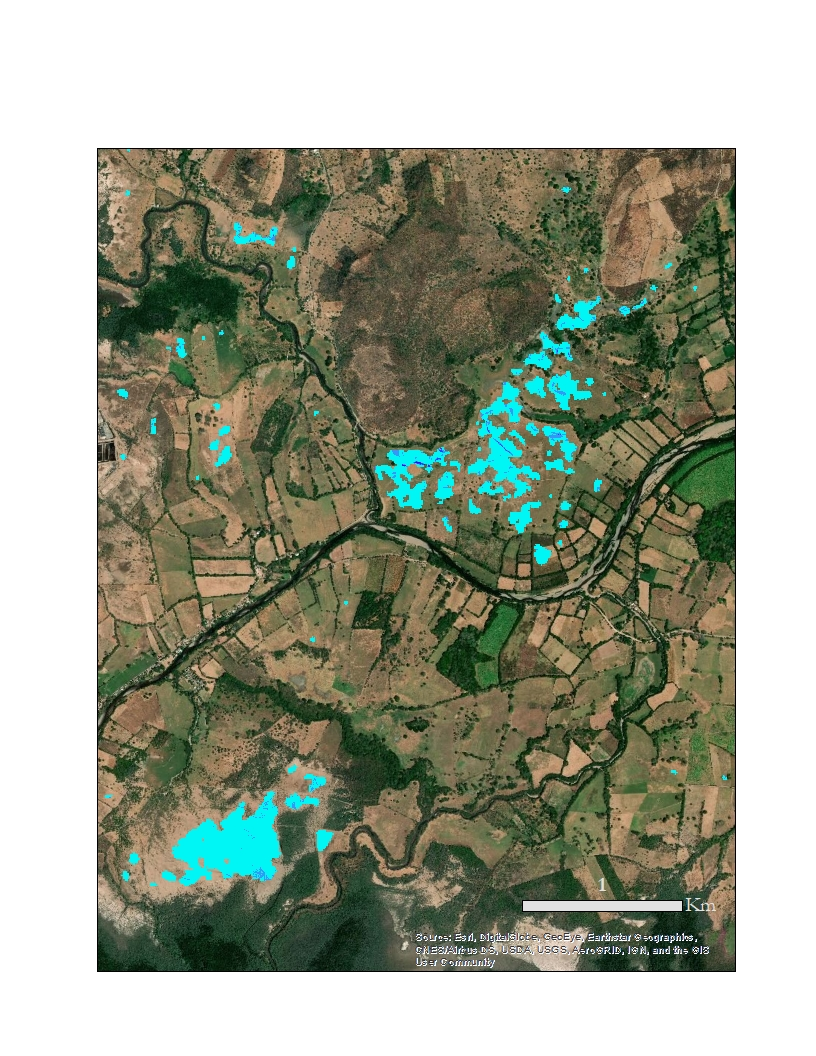 1
Km
Source: Esri, DigitalGlobe, GeoEye, Earthstar Geographics,
CNES/Airbus DS, USDA, USGS, AeroGRID, IGN, and the GIS
User Community